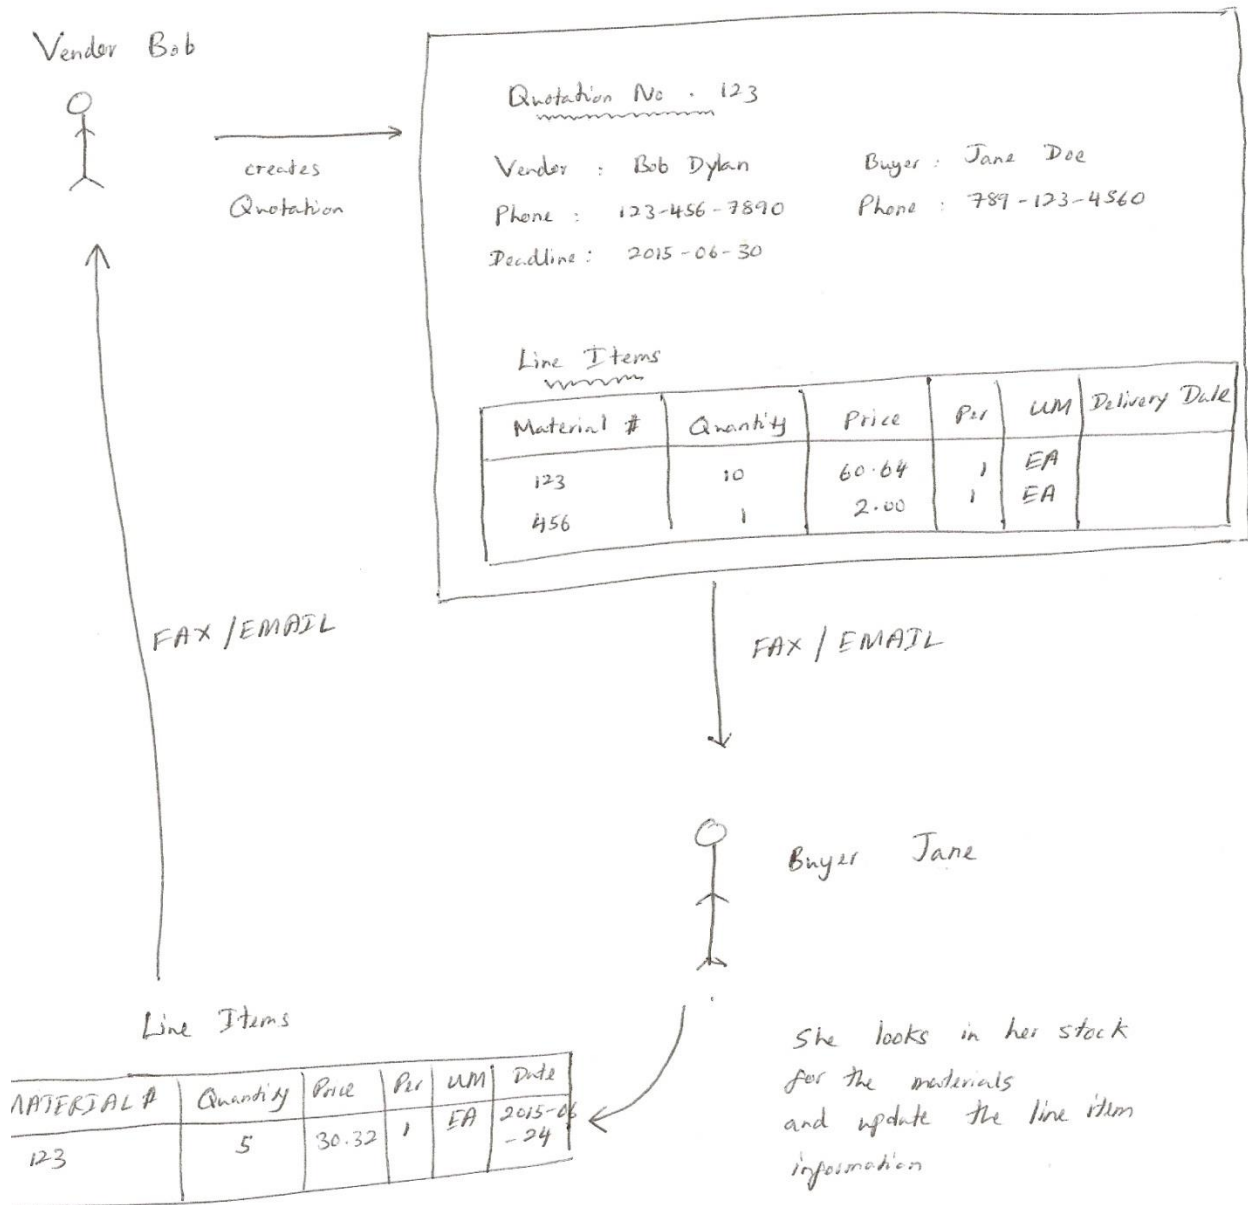 Vender Bob
creates
Quotation
Quotation No. 123
Vender : Bob Dylan
Buyer : Jane Doe
Phone : 123-456-7890
Phone : 789-123-4560
Deadline : 2015-06-30
Line Items
Material # Quantity Price Per UM Delivery Date
123 10 60.64 1 EA
456 1 2.00 1 EA
FAX / EMAIL
FAX / EMAIL
Buyer Jane
She looks in her stock
for the materials
and update the line item
information
Line Items
MATERIAL # Quantity Price Per UM Date
123 5 30.32 1 EA 2015-06
-24